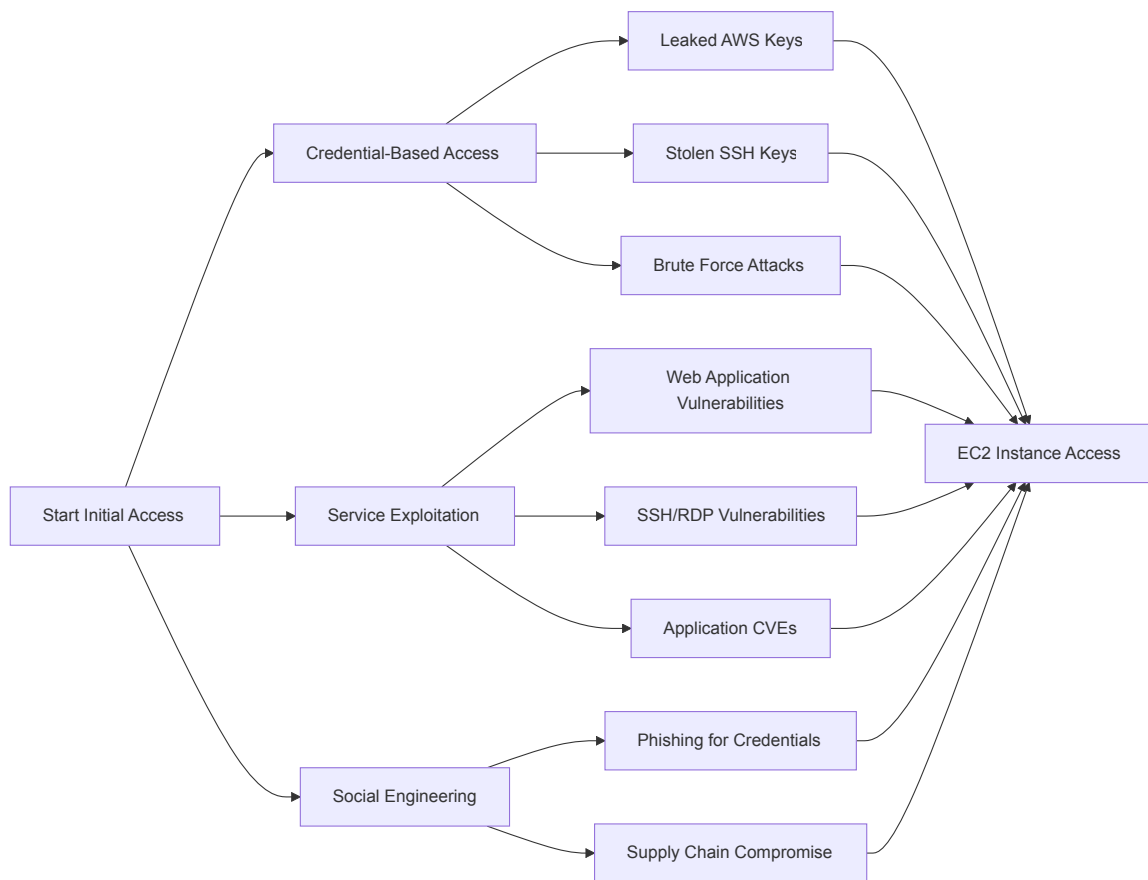 Leaked AWS Keys
Credential-Based Access
Stolen SSH Keys
Brute Force Attacks
Web Application
Vulnerabilities
EC2 Instance Access
Start Initial Access
Service Exploitation
SSH/RDP Vulnerabilities
Application CVEs
Phishing for Credentials
Social Engineering
Supply Chain Compromise